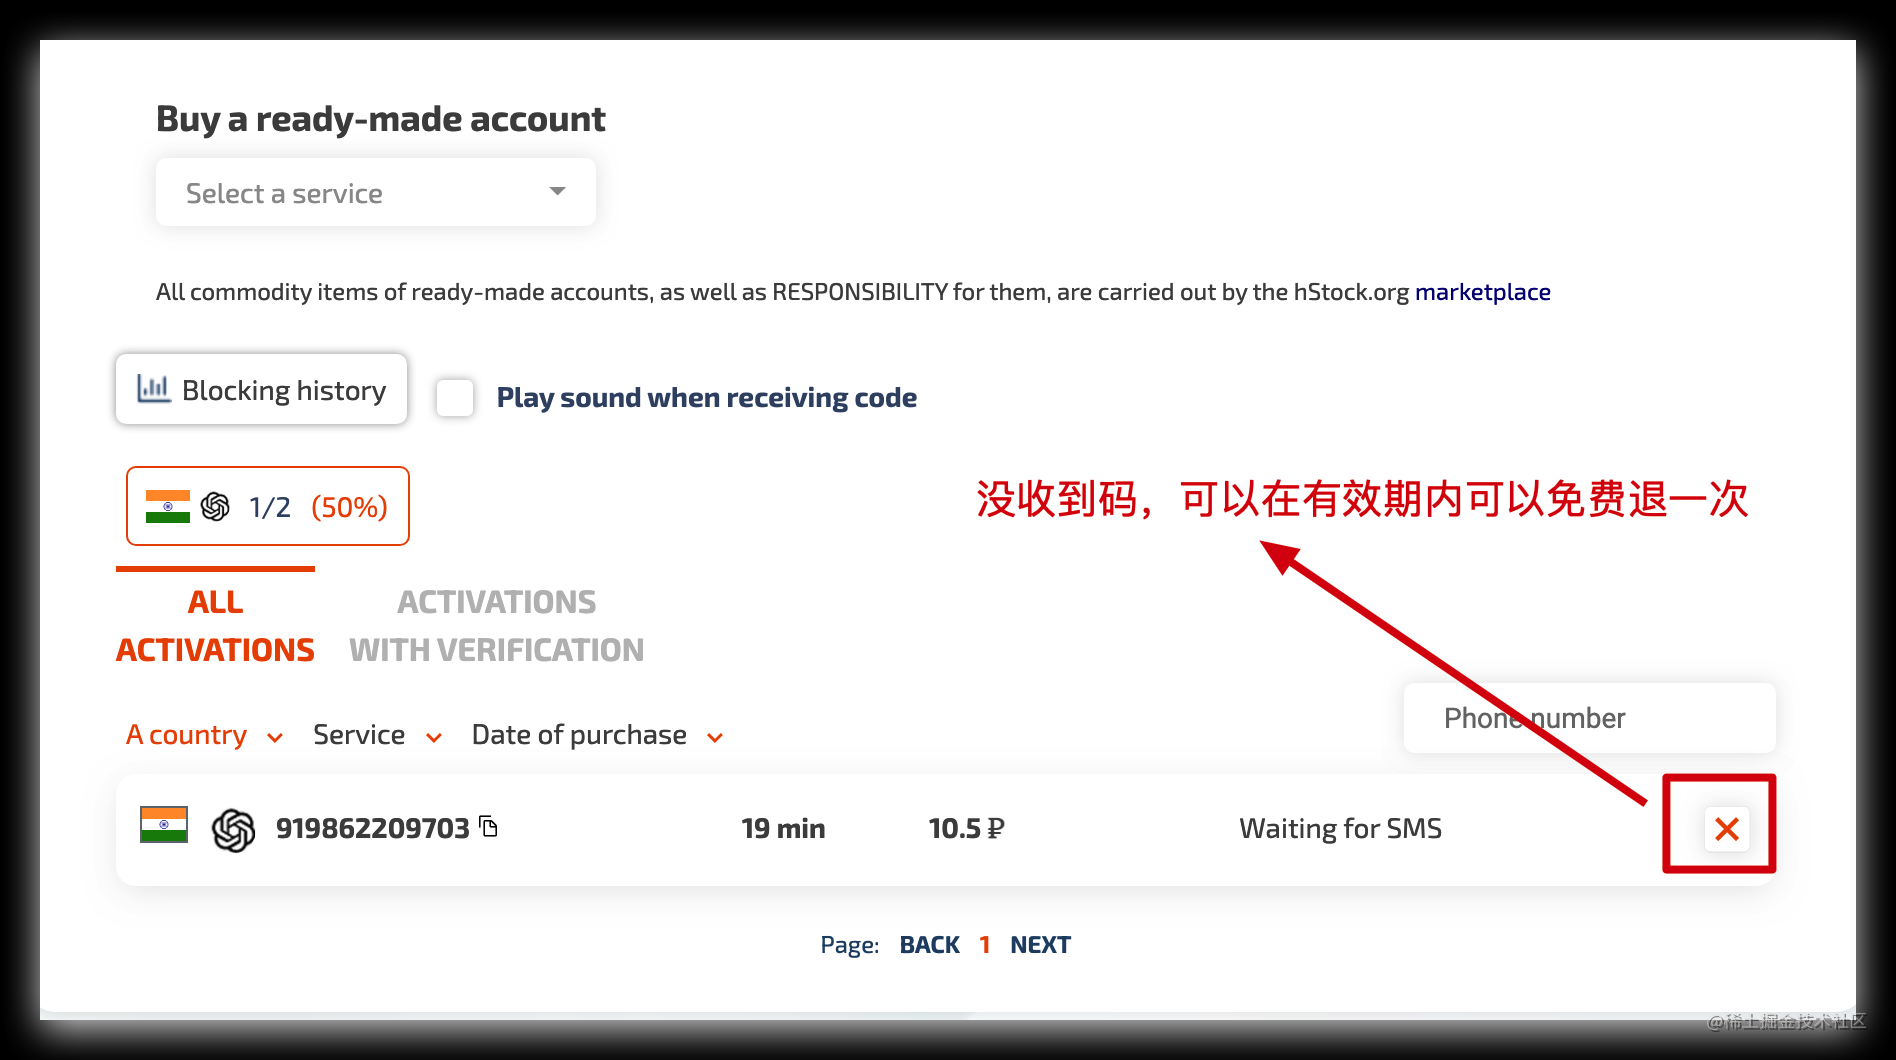 Buy a ready-made account
Select a service
All commodity items of ready-made accounts, as well as RESPONSIBILITY for them, are carried out by the hStock.org marketplace
Blocking history
Play sound when receiving code
1/2 (50%)
没收到码，可以在有效期内可以免费退一次
ALL
ACTIVATIONS
ACTIVATIONS
WITH VERIFICATION
A country Service Date of purchase
Phone number
919862209703 19 min 10.5 ₽ Waiting for SMS
Page: BACK 1 NEXT
@稀土掘金技术社区